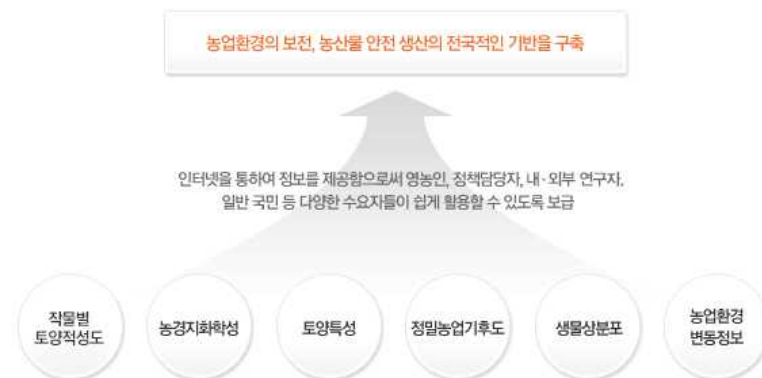 농업환경의 보전, 농산물 안전 생산의 전국적인 기반을 구축
인터넷을 통하여 정보를 제공함으로써 영농인, 정책담당자, 내·외부 연구자,
일반 국민 등 다양한 수요자들이 쉽게 활용할 수 있도록 보급
작물별
토양적성도
농경지화학성
토양특성
정밀농업기후도
생물상분포
농업환경
변동정보